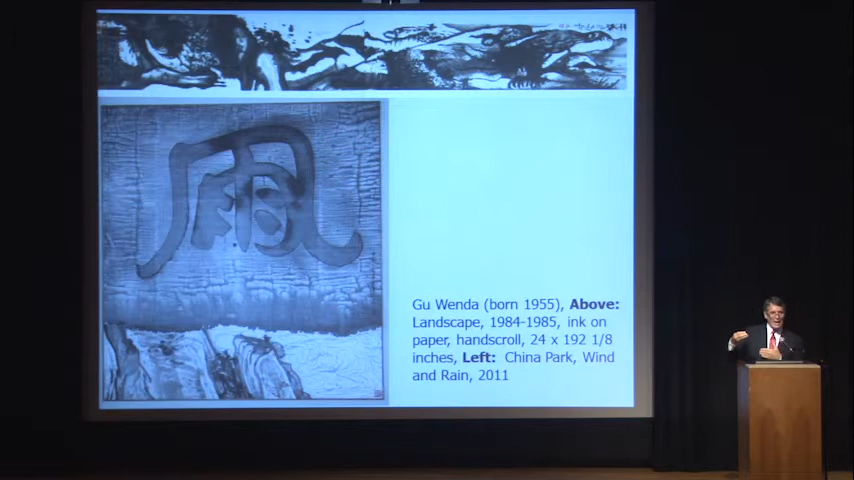 Gu Wenda (born 1955), Above:
Landscape, 1984-1985, ink on
paper, handscroll, 24 x 192 1/8
inches, Left: China Park, Wind
and Rain, 2011